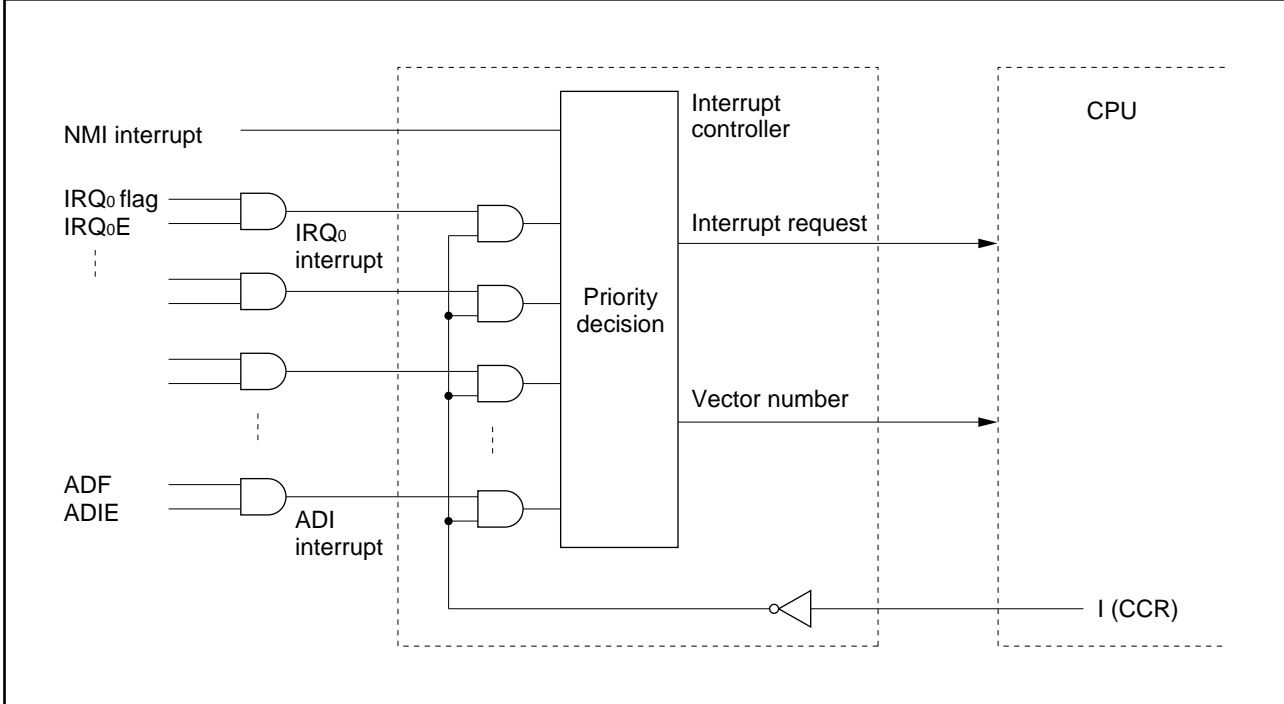 Interrupt
controller
CPU
NMI interrupt
IRQ₀ flag
IRQ₀E
IRQ₀
interrupt
Interrupt request
Priority
decision
Vector number
ADF
ADIE
ADI
interrupt
I (CCR)